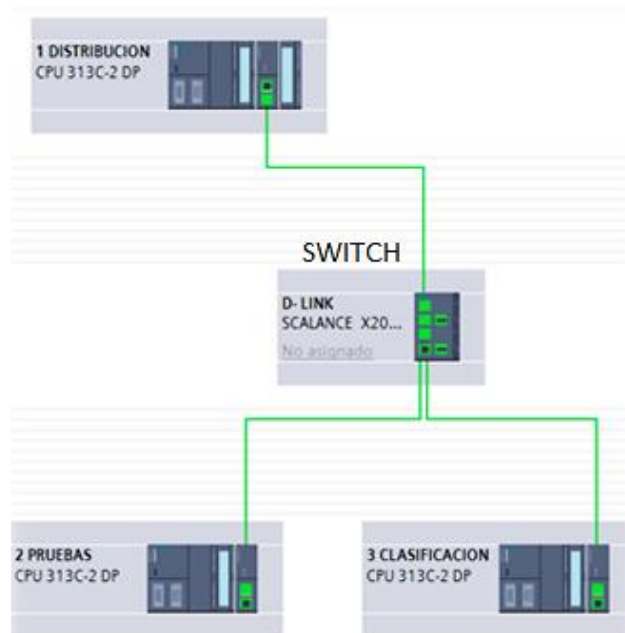 1 DISTRIBUCION
CPU 313C-2 DP
SWITCH
D- LINK
SCALANCE X20...
No asignado
2 PRUEBAS
CPU 313C-2 DP
3 CLASIFICACION
CPU 313C-2 DP